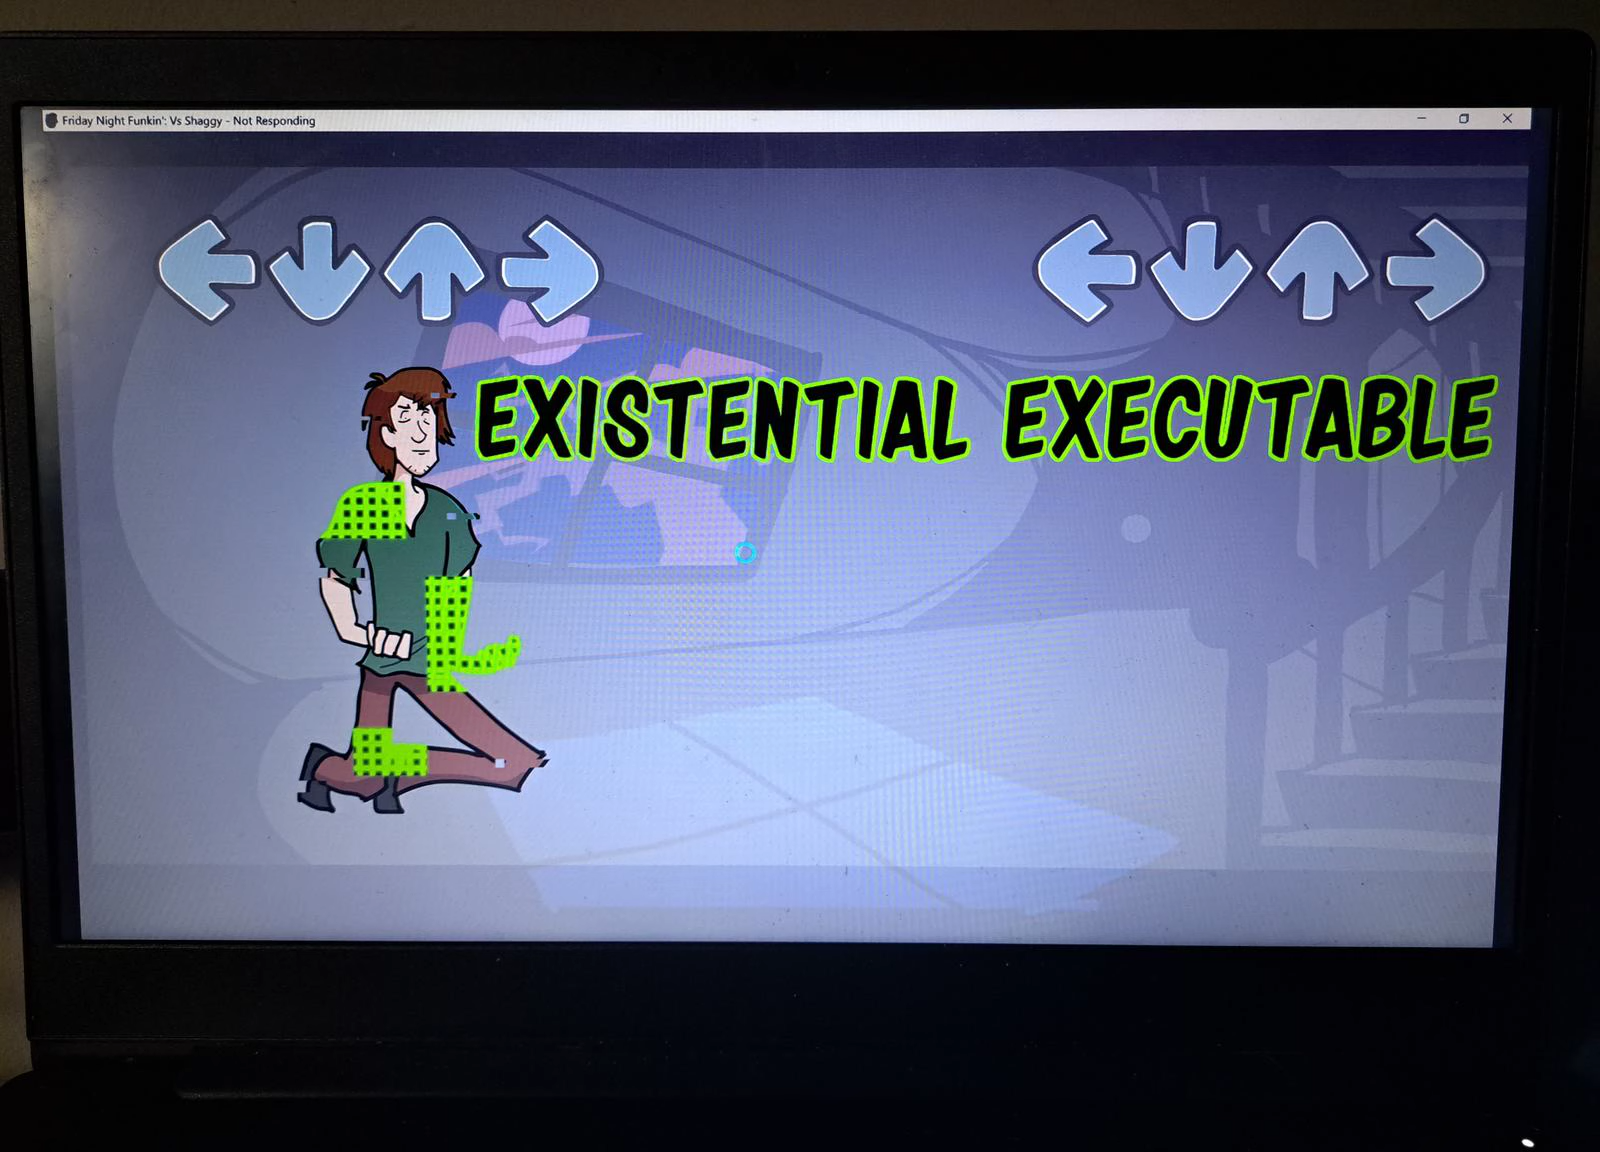 Friday Night Funkin': Vs Shaggy - Not Responding
EXISTENTIAL EXECUTABLE